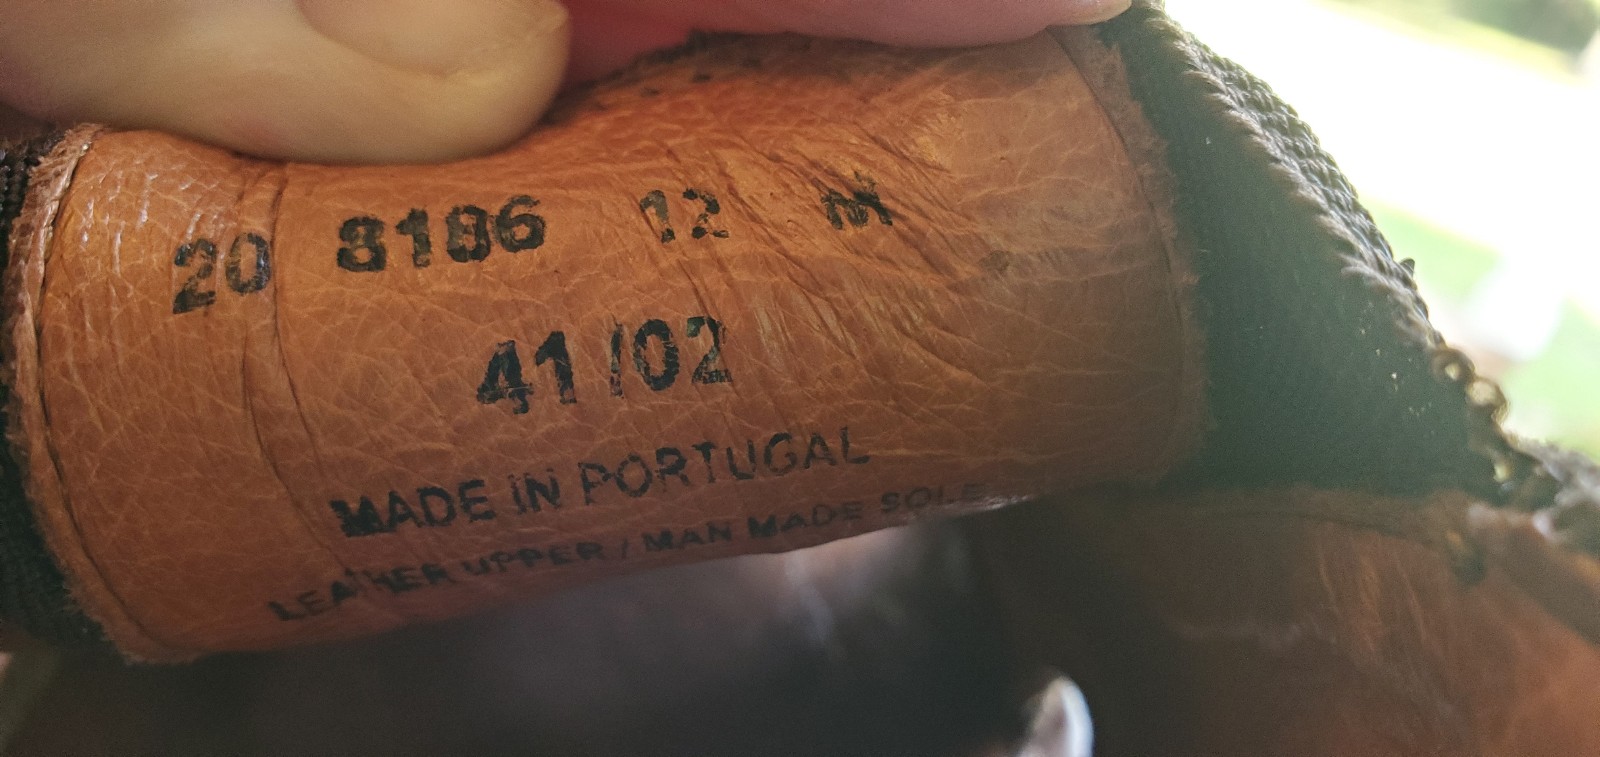 20 8186 12 M
41/02
MADE IN PORTUGAL
LEATHER UPPER / MAN MADE SOLE